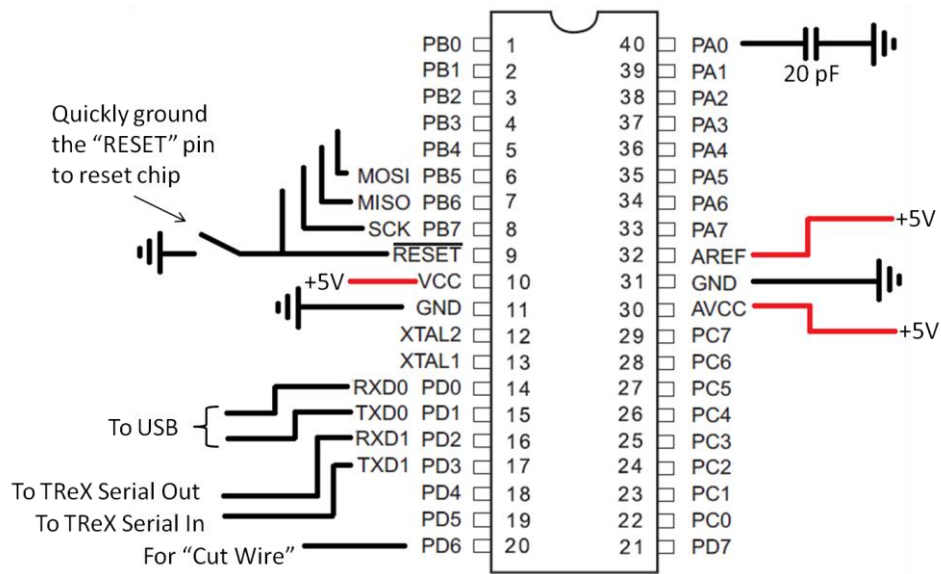 PB0 1 40 PA0
20 pF
PB1 2 39 PA1
PB2 3 38 PA2
Quickly ground
the “RESET” pin
to reset chip
PB3 4 37 PA3
PB4 5 36 PA4
MOSI PB5 6 35 PA5
MISO PB6 7 34 PA6
SCK PB7 8 33 PA7
+5V
RESET 9 32 AREF
+5V VCC 10 31 GND
GND 11 30 AVCC
+5V
XTAL2 12 29 PC7
XTAL1 13 28 PC6
RXD0 PD0 14 27 PC5
To USB
TXD0 PD1 15 26 PC4
RXD1 PD2 16 25 PC3
TXD1 PD3 17 24 PC2
To TReX Serial Out
PD4 18 23 PC1
To TReX Serial In
PD5 19 22 PC0
For “Cut Wire”
PD6 20 21 PD7